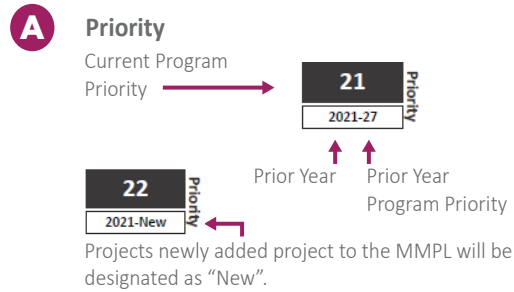 A
Priority
Current Program
Priority
21
Priority
2021-27
Prior Year
Prior Year
Program Priority
22
Priority
2021-New
Projects newly added project to the MMPL will be
designated as “New”.